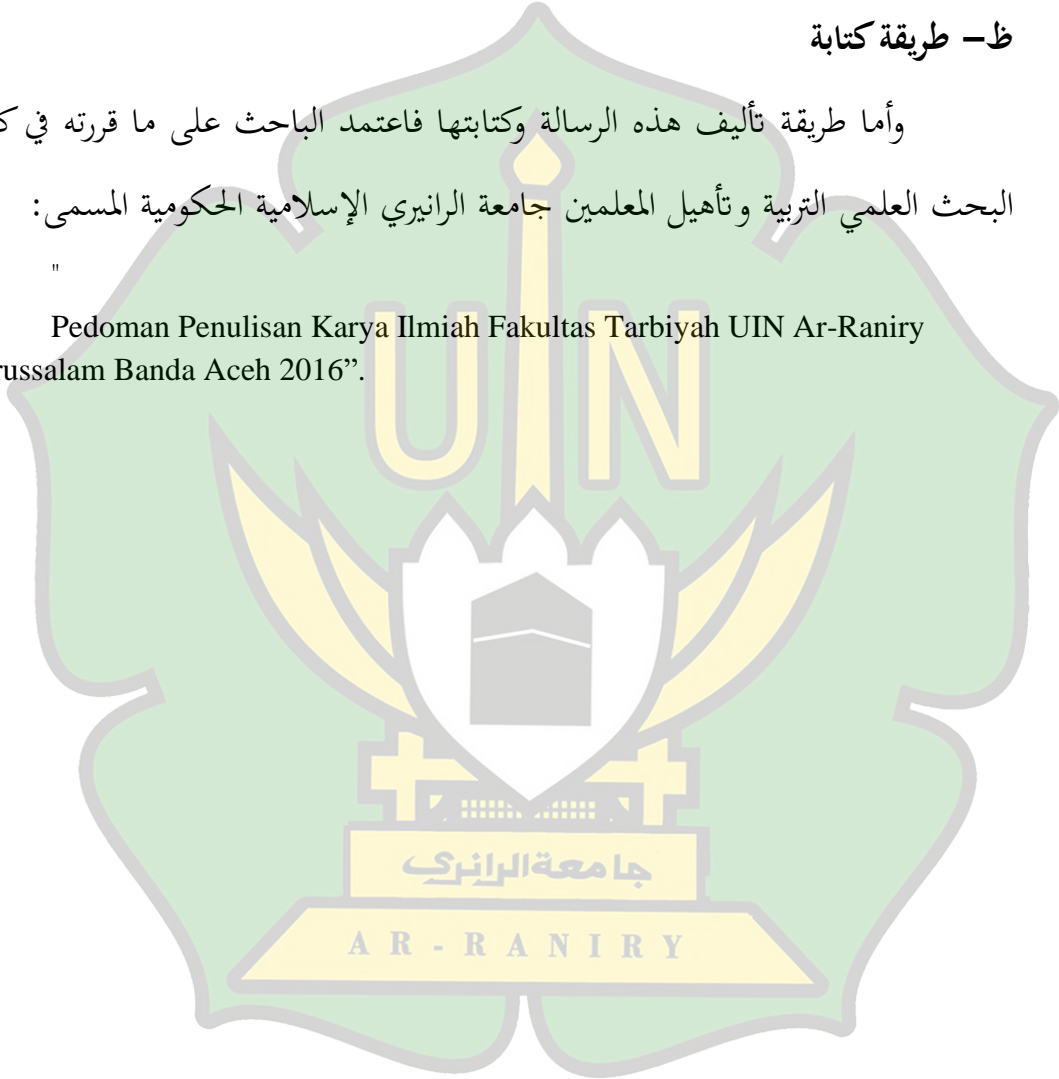 ظ– طريقة كتابة
وأما طريقة تأليف هذه الرسالة وكتابتها فاعتمد الباحث على ما قررته في
البحث العلمي التربية وتأهيل المعلمين جامعة الرانيري الإسلامية الحكومية المسمى:
"
Pedoman Penulisan Karya Ilmiah Fakultas Tarbiyah UIN Ar-Raniry
russalam Banda Aceh 2016”.
UIN
جامعة الرانري
AR-RANIRY